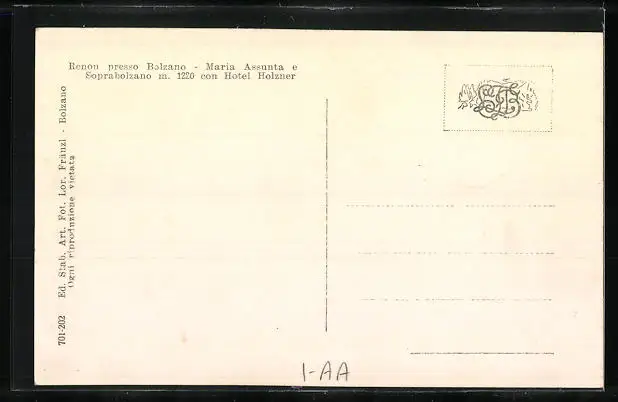 Renon presso Bolzano - Maria Assunta e
Soprabolzano m. 1220 con Hotel Holzner
701-202 Ed. Stab. Art. Fot. Lor. Fränzl - Bolzano
Ogni riproduzione vietata
1-AA